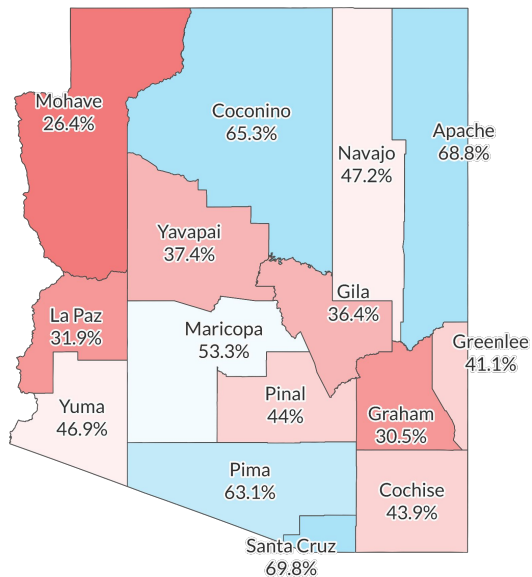 Mohave
26.4%
Coconino
65.3%
Apache
68.8%
Navajo
47.2%
Yavapai
37.4%
Gila
36.4%
La Paz
31.9%
Maricopa
53.3%
Greenlee
41.1%
Yuma
46.9%
Pinal
44%
Graham
30.5%
Pima
63.1%
Cochise
43.9%
Santa Cruz
69.8%